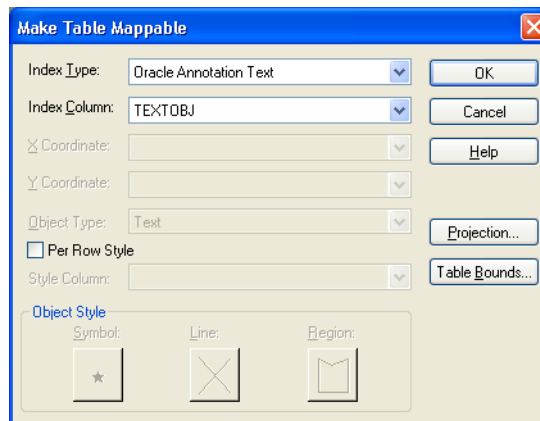 Make Table Mappable
Index Type: Oracle Annotation Text OK
Index Column: TEXTOBJ Cancel
X Coordinate: Help
Y Coordinate:
Object Type: Text Projection...
Per Row Style
Style Column: Table Bounds...
Object Style
Symbol: Line: Region: